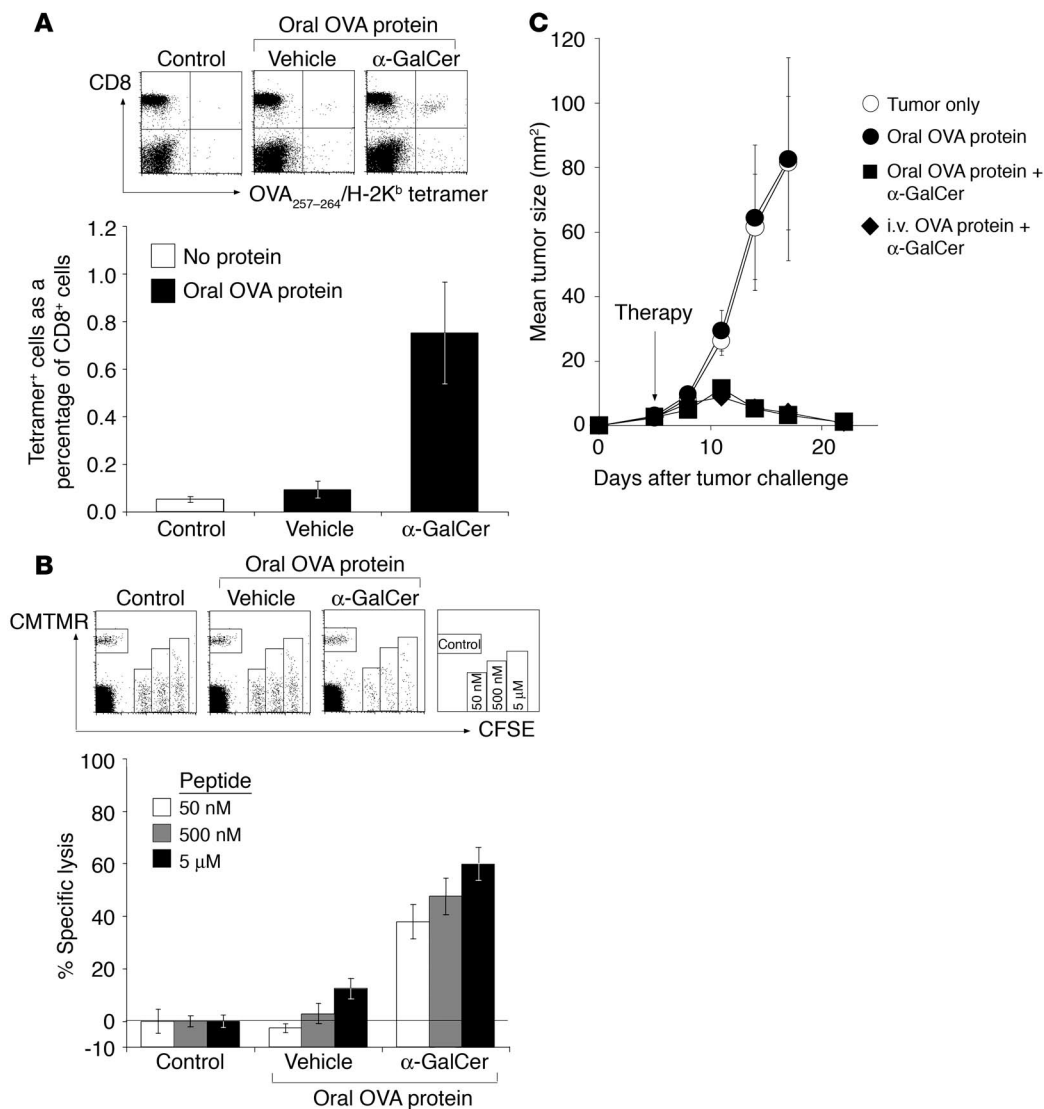 A
Oral OVA protein
Control
Vehicle
α-GalCer
CD8
OVA257–264/H-2Kb tetramer
Tetramer+ cells as a
percentage of CD8+ cells
1.2
1.0
0.8
0.6
0.4
0.2
0.0
No protein
Oral OVA protein
Control
Vehicle
α-GalCer
B
Oral OVA protein
Control
Vehicle
α-GalCer
CMTMR
Control
50 nM
500 nM
5 μM
CFSE
% Specific lysis
100
80
60
40
20
0
-10
Peptide
50 nM
500 nM
5 μM
Control
Vehicle
α-GalCer
Oral OVA protein
C
Mean tumor size (mm²)
120
100
80
60
40
20
0
Therapy
0
10
20
Days after tumor challenge
Tumor only
Oral OVA protein
Oral OVA protein +
α-GalCer
i.v. OVA protein +
α-GalCer